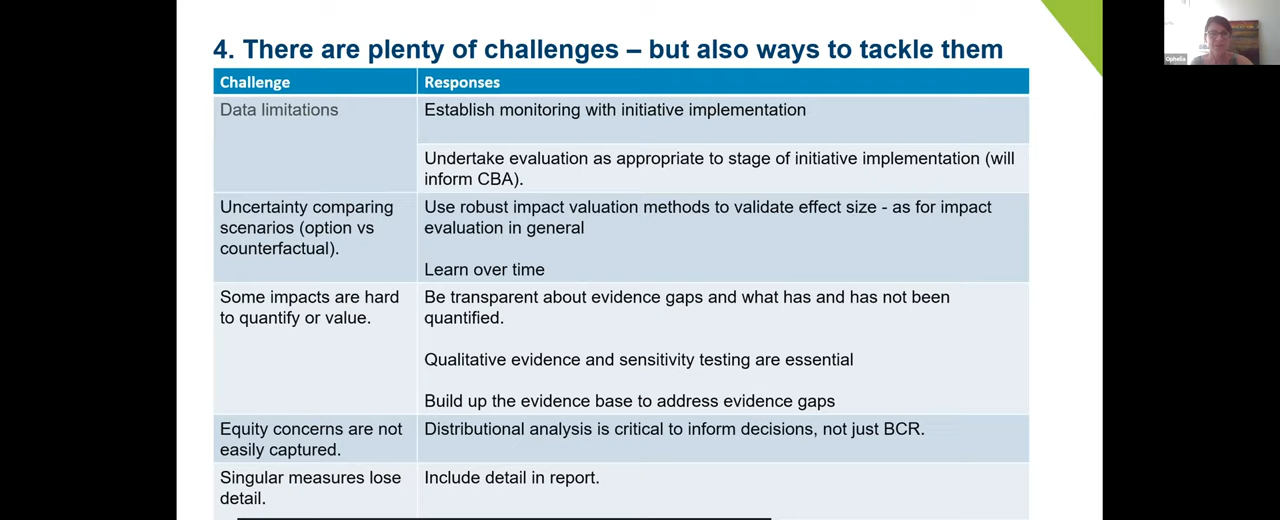 4. There are plenty of challenges – but also ways to tackle them
Challenge
Responses
Data limitations
Establish monitoring with initiative implementation
Undertake evaluation as appropriate to stage of initiative implementation (will
inform CBA).
Uncertainty comparing
scenarios (option vs
counterfactual).
Use robust impact valuation methods to validate effect size - as for impact
evaluation in general
Learn over time
Some impacts are hard
to quantify or value.
Be transparent about evidence gaps and what has and has not been
quantified.
Qualitative evidence and sensitivity testing are essential
Build up the evidence base to address evidence gaps
Equity concerns are not
easily captured.
Distributional analysis is critical to inform decisions, not just BCR.
Singular measures lose
detail.
Include detail in report.
Ophelia